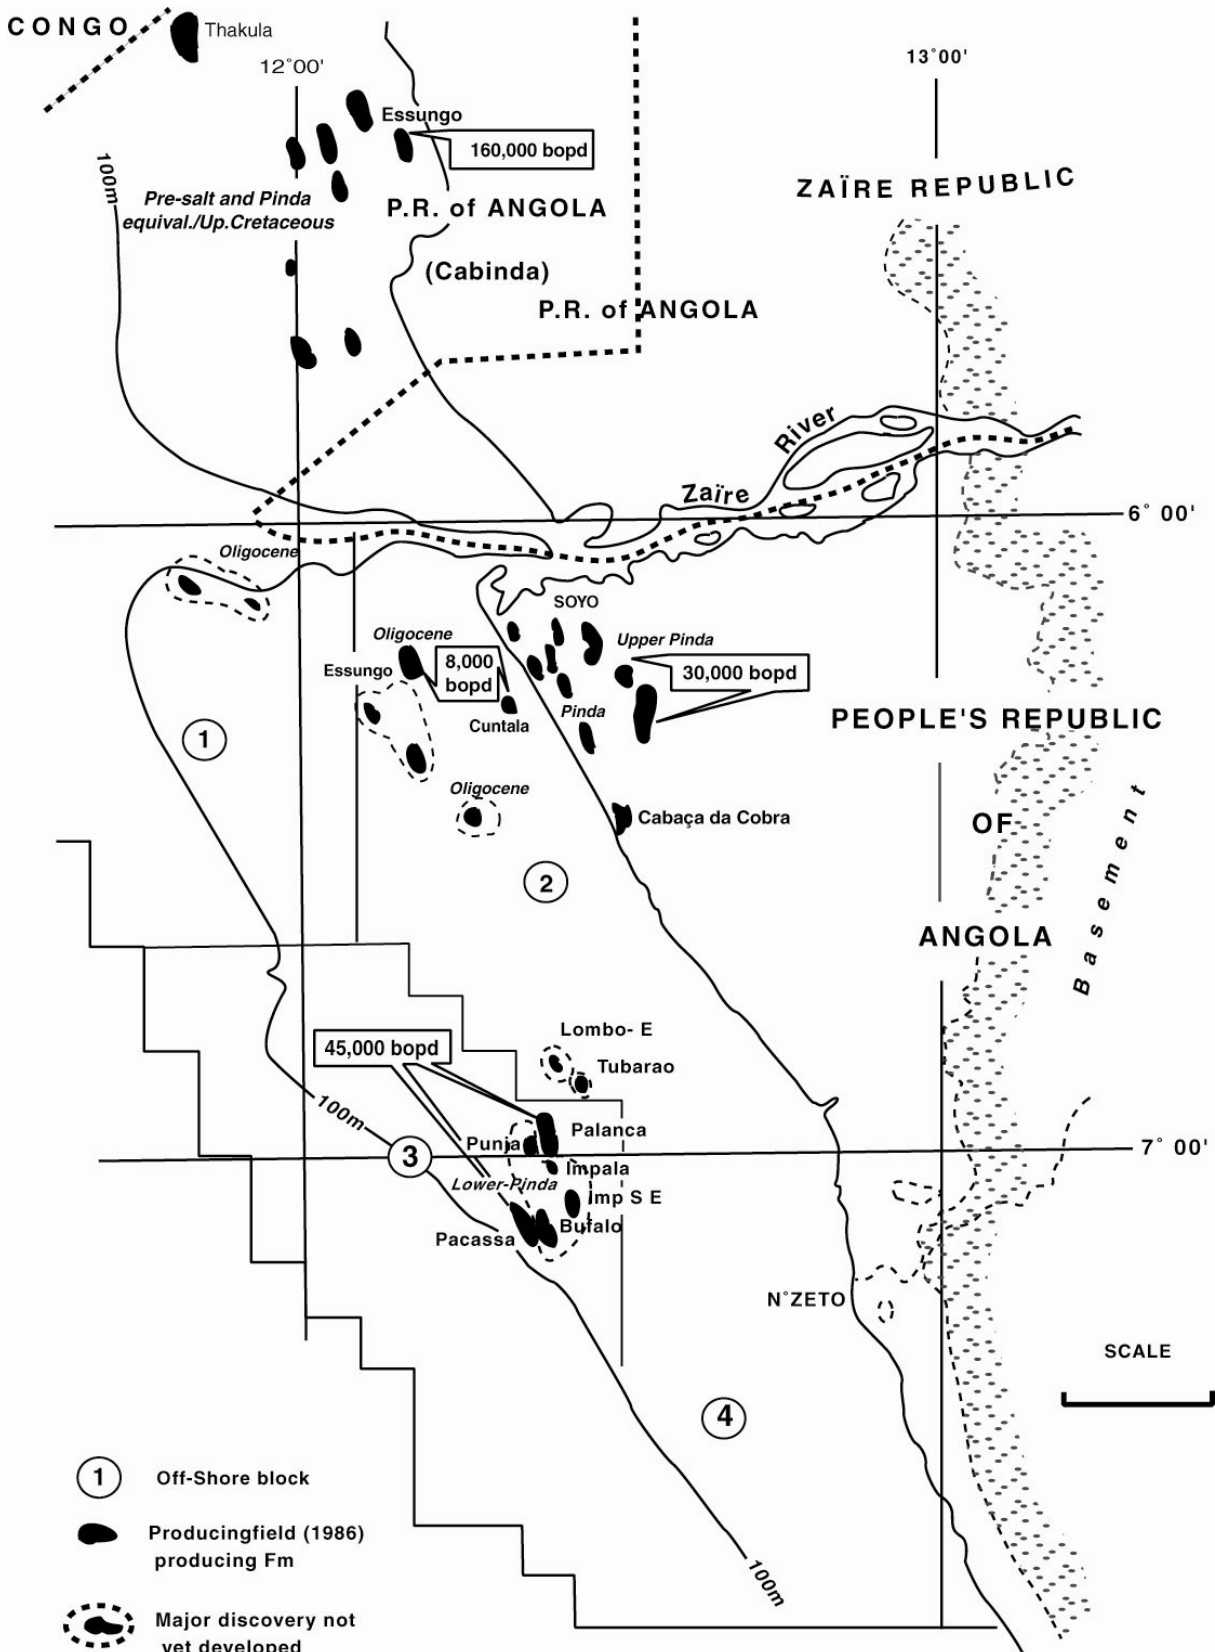 CONGO
Thakula
12°00'
13°00'
Essungo
160,000 bopd
100m
ZAÏRE REPUBLIC
Pre-salt and Pinda
equival./Up.Cretaceous
P.R. of ANGOLA
(Cabinda)
P.R. of ANGOLA
River
Zaïre
6° 00'
Oligocene
SOYO
Oligocene
Upper Pinda
Essungo
8,000
bopd
30,000 bopd
Cuntala
Pinda
PEOPLE'S REPUBLIC
1
Oligocene
Cabaça da Cobra
OF
Basement
2
ANGOLA
Lombo- E
45,000 bopd
Tubarao
100m
Palanca
Punja
3
7° 00'
Impala
Lower-Pinda
Imp S E
Bufalo
Pacassa
N°ZETO
SCALE
4
1
Off-Shore block
Producingfield (1986)
producing Fm
100m
Major discovery not
yet developed